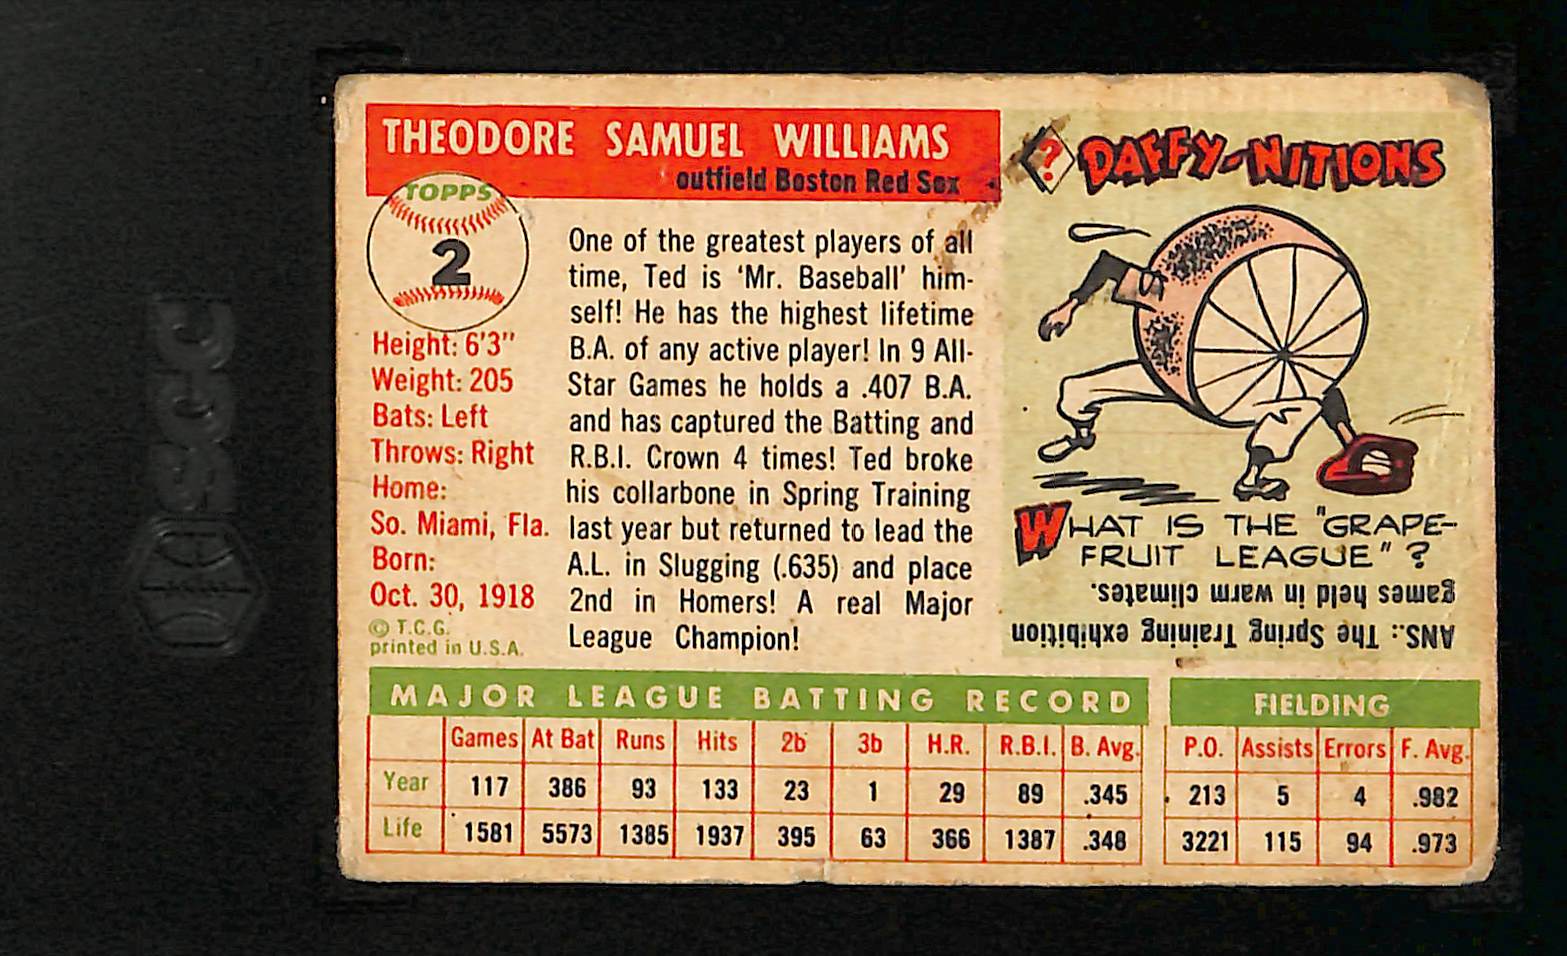 THEODORE SAMUEL WILLIAMS
outfield Boston Red Sox
TOPPS
2
Height: 6'3"
Weight: 205
Bats: Left
Throws: Right
Home:
So. Miami, Fla.
Born:
Oct. 30, 1918
© T.C.G.
printed in U.S.A.
One of the greatest players of all
time, Ted is 'Mr. Baseball' him-
self! He has the highest lifetime
B.A. of any active player! In 9 All-
Star Games he holds a .407 B.A.
and has captured the Batting and
R.B.I. Crown 4 times! Ted broke
his collarbone in Spring Training
last year but returned to lead the
A.L. in Slugging (.635) and place
2nd in Homers! A real Major
League Champion!
? DAFFY-NITIONS
WHAT IS THE "GRAPE-
FRUIT LEAGUE"?
ANS.: The Spring Training exhibition
games held in warm climates.
MAJOR LEAGUE BATTING RECORD
Games At Bat Runs Hits 2b 3b H.R. R.B.I. B. Avg.
Year 117 386 93 133 23 1 29 89 .345
Life 1581 5573 1385 1937 395 63 366 1387 .348
FIELDING
P.O. Assists Errors F. Avg.
213 5 4 .982
3221 115 94 .973
SGC